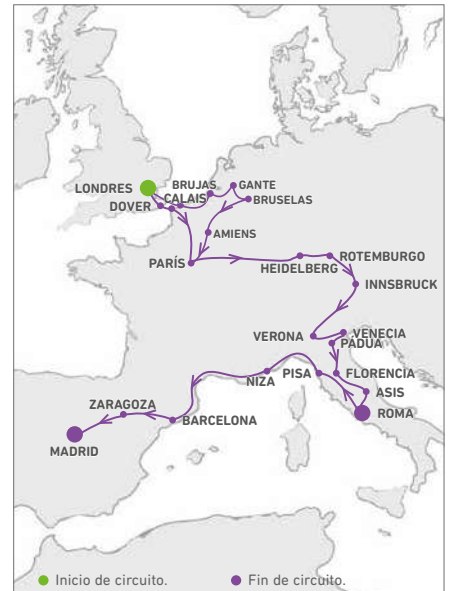 LONDRES
BRUJAS
GANTE
CALAIS
BRUSELAS
DOVER
AMIENS
PARÍS
ROTEMBURGO
HEIDELBERG
INNSBRUCK
VERONA
VENECIA
PADUA
NIZA
PISA
FLORENCIA
ASIS
ZARAGOZA
BARCELONA
ROMA
MADRID
Inicio de circuito.
Fin de circuito.